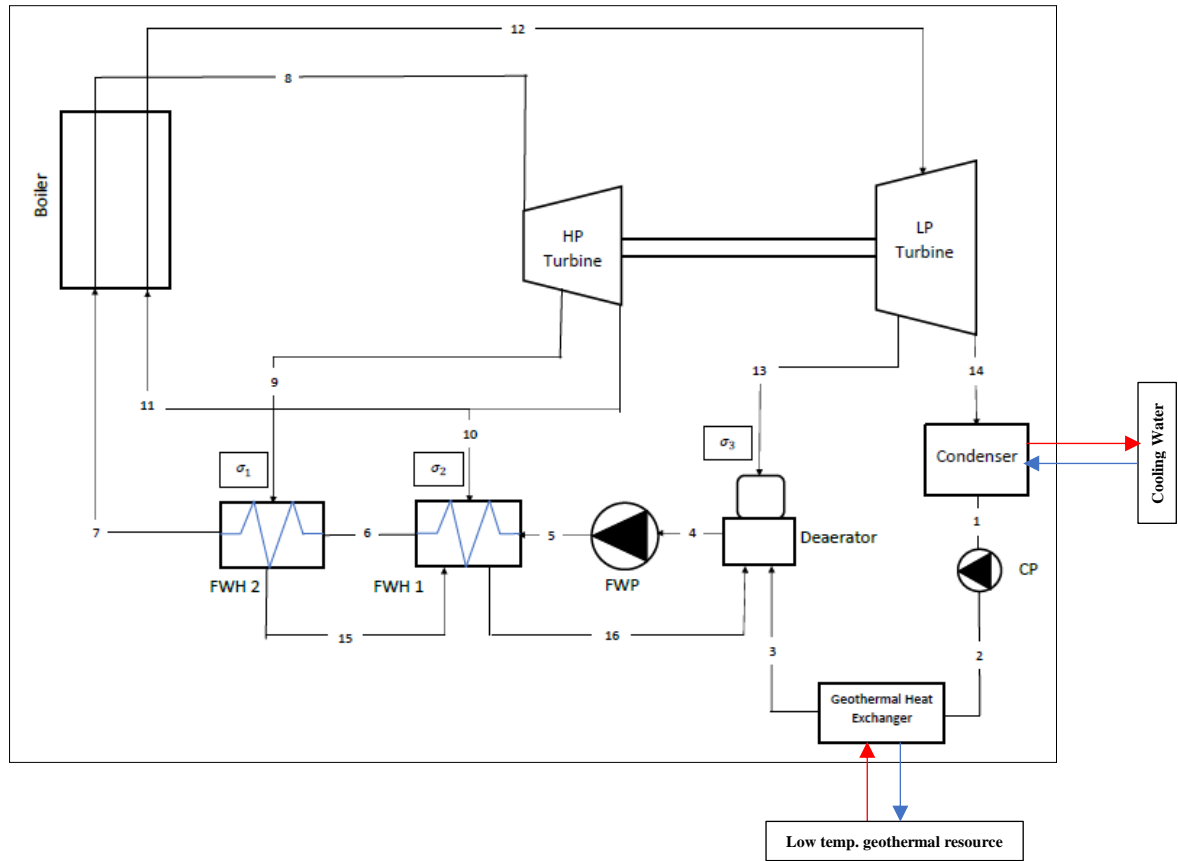 12
8
Boiler
HP
Turbine
LP
Turbine
9
11
10
13
14
σ₁
σ₂
σ₃
Condenser
Cooling Water
7
6
5
4
Deaerator
1
CP
FWH 2
FWH 1
FWP
15
16
3
2
Geothermal Heat
Exchanger
Low temp. geothermal resource